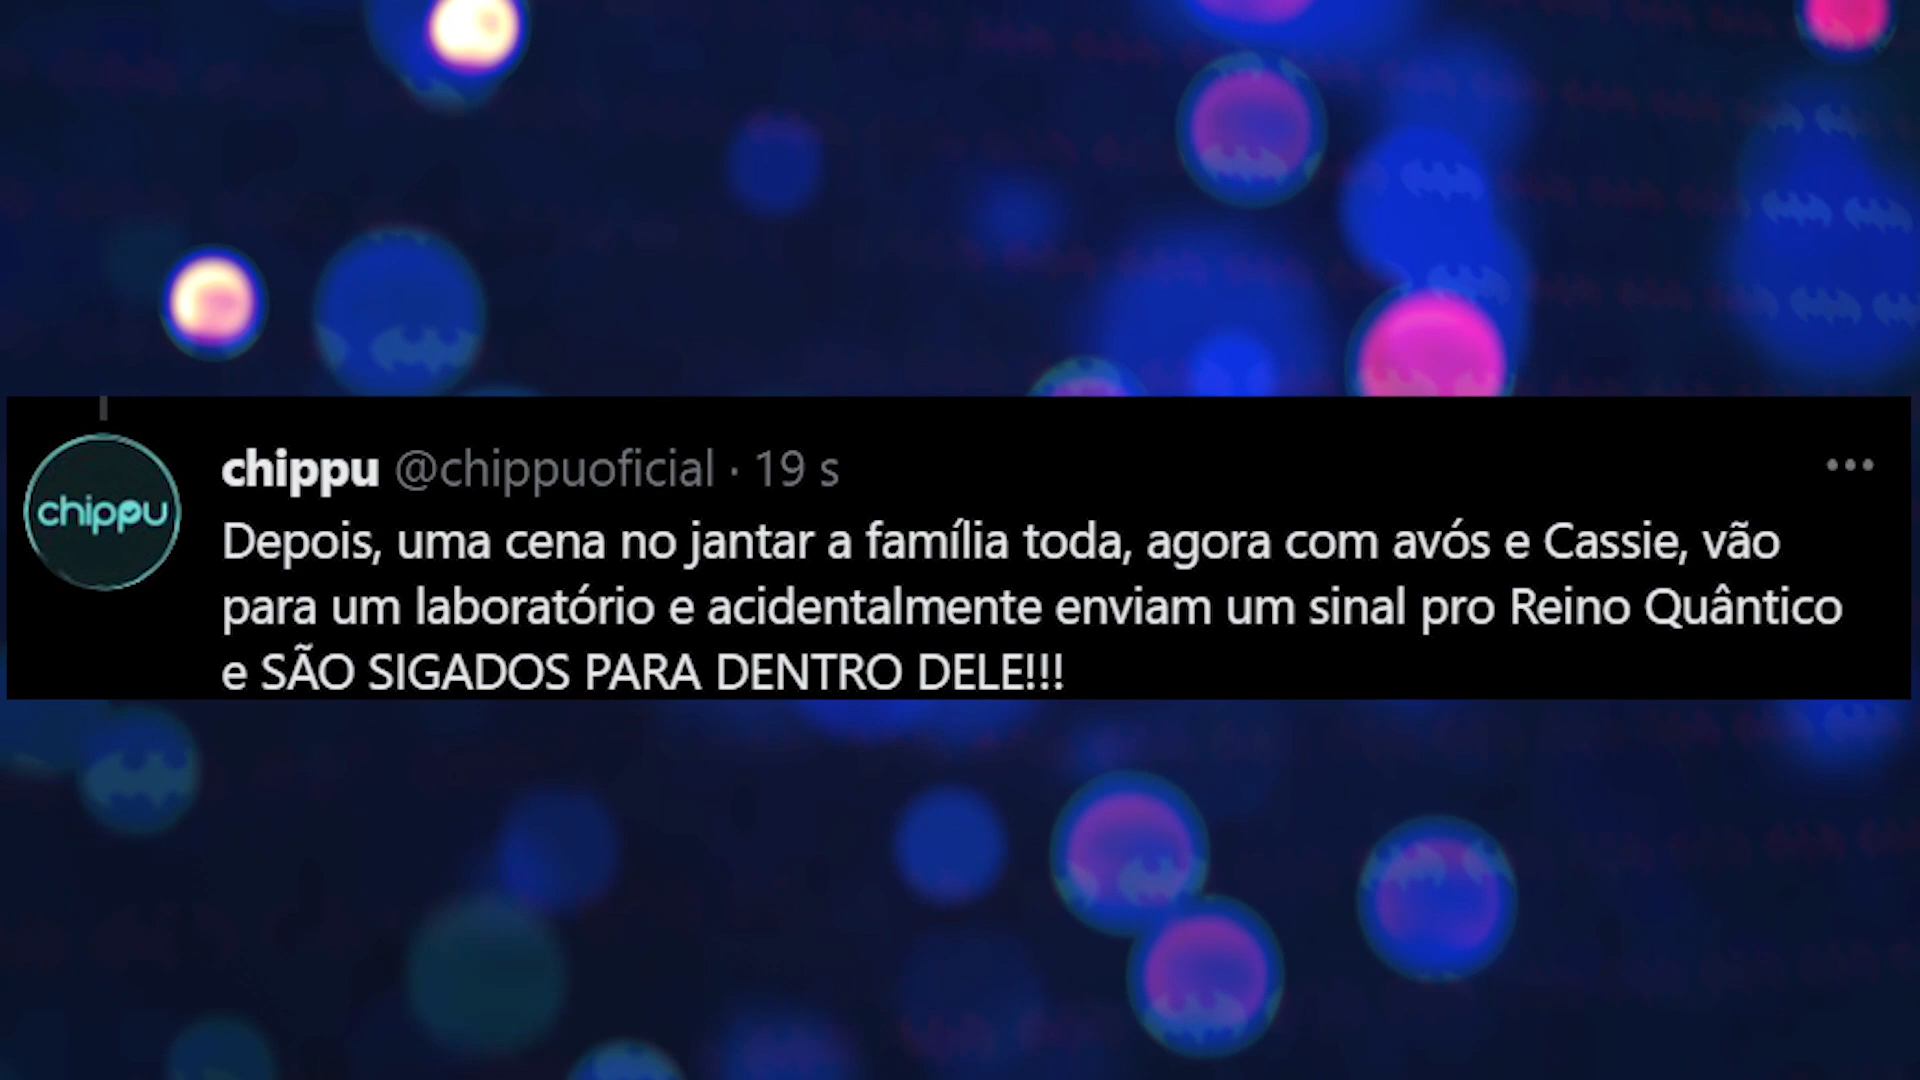 chippu
chippu @chippuoficial · 19 s
Depois, uma cena no jantar a família toda, agora com avós e Cassie, vão
para um laboratório e acidentalmente enviam um sinal pro Reino Quântico
e SÃO SIGADOS PARA DENTRO DELE!!!